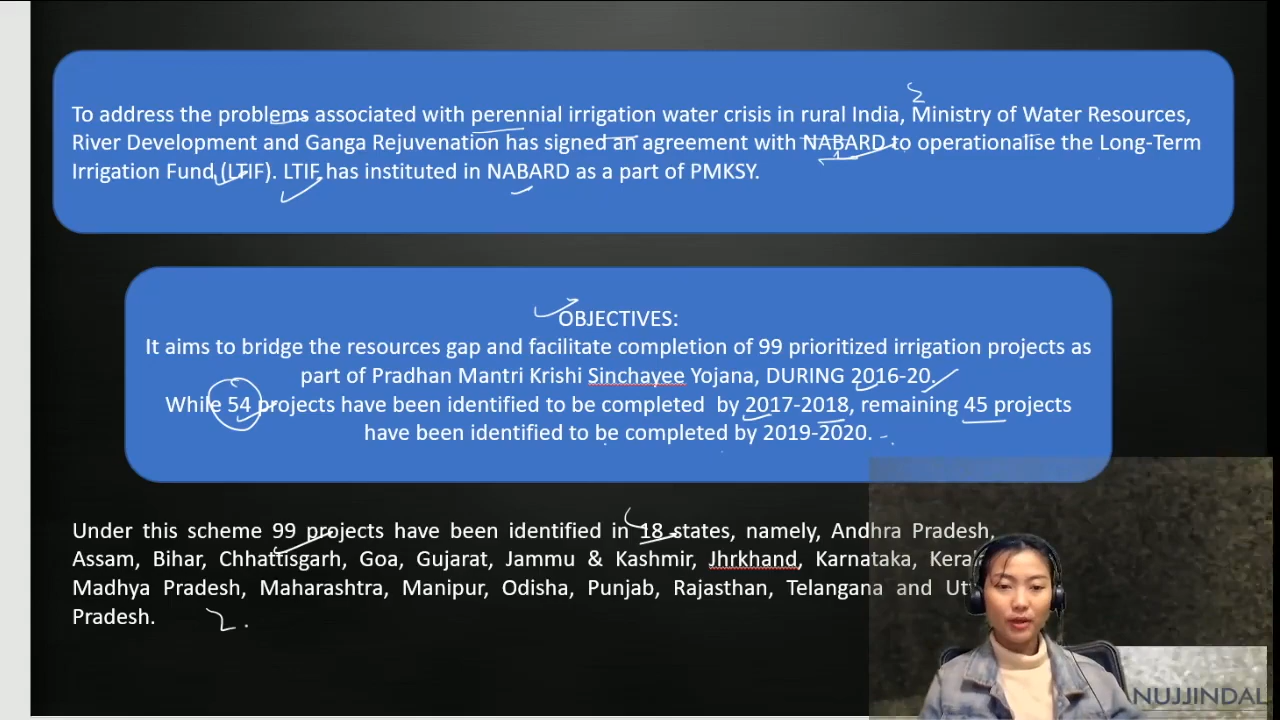 To address the problems associated with perennial irrigation water crisis in rural India, Ministry of Water Resources,
River Development and Ganga Rejuvenation has signed an agreement with NABARD to operationalise the Long-Term
Irrigation Fund (LTIF). LTIF has instituted in NABARD as a part of PMKSY.
OBJECTIVES:
It aims to bridge the resources gap and facilitate completion of 99 prioritized irrigation projects as
part of Pradhan Mantri Krishi Sinchayee Yojana, DURING 2016-20.
While 54 projects have been identified to be completed by 2017-2018, remaining 45 projects
have been identified to be completed by 2019-2020.
Under this scheme 99 projects have been identified in 18 states, namely, Andhra Pradesh,
Assam, Bihar, Chhattisgarh, Goa, Gujarat, Jammu & Kashmir, Jhrkhand, Karnataka,
Madhya Pradesh, Maharashtra, Manipur, Odisha, Punjab, Rajasthan, Telangana and
Pradesh.
NUJJINDAL